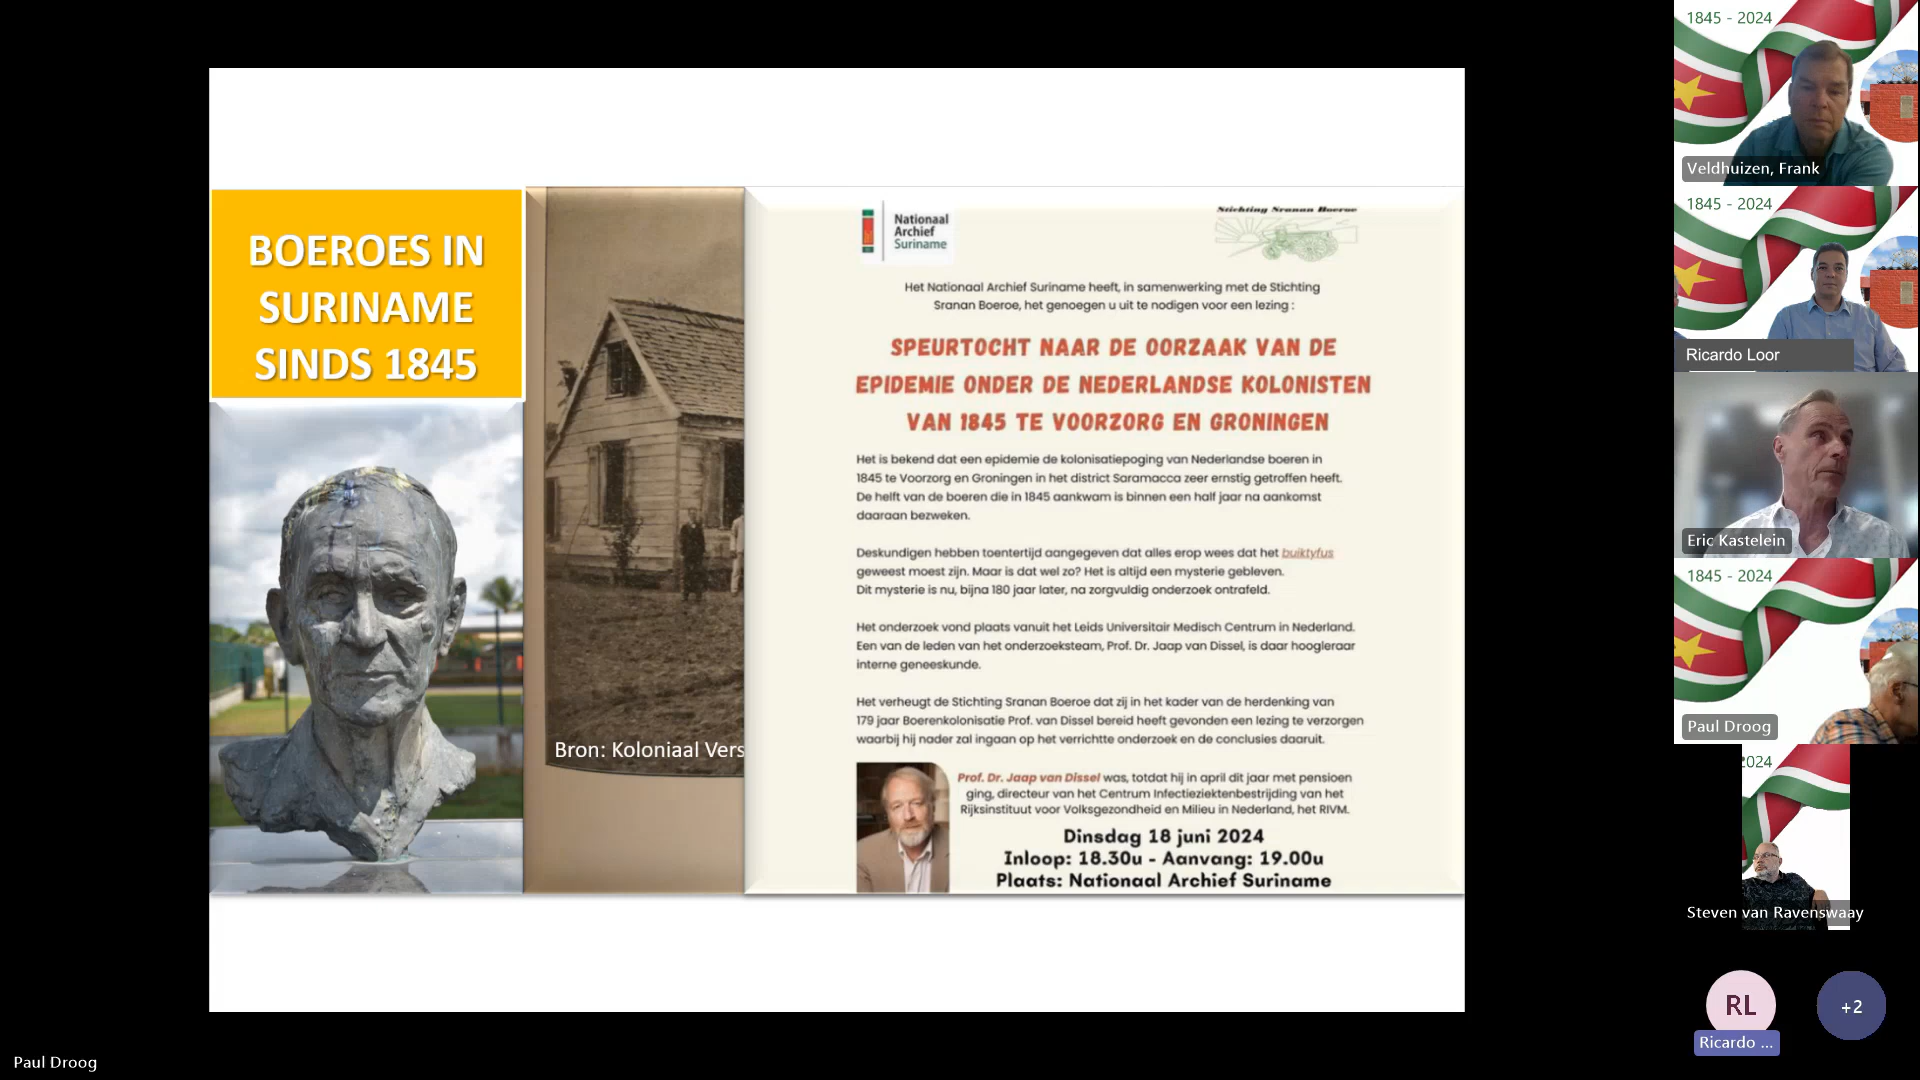 BOEROES IN
SURINAME
SINDS 1845
Bron: Koloniaal Vers
Nationaal
Archief
Suriname
Stichting Sranan Boeroe
Het Nationaal Archief Suriname heeft, in samenwerking met de Stichting
Sranan Boeroe, het genoegen u uit te nodigen voor een lezing :
SPEURTOCHT NAAR DE OORZAAK VAN DE
EPIDEMIE ONDER DE NEDERLANDSE KOLONISTEN
VAN 1845 TE VOORZORG EN GRONINGEN
Het is bekend dat een epidemie de kolonisatiepoging van Nederlandse boeren in
1845 te Voorzorg en Groningen in het district Saramacca zeer ernstig getroffen heeft.
De helft van de boeren die in 1845 aankwam is binnen een half jaar na aankomst
daaraan bezweken.
Deskundigen hebben toentertijd aangegeven dat alles erop wees dat het buiktyfus
geweest moest zijn. Maar is dat wel zo? Het is altijd een mysterie gebleven.
Dit mysterie is nu, bijna 180 jaar later, na zorgvuldig onderzoek ontrafeld.
Het onderzoek vond plaats vanuit het Leids Universitair Medisch Centrum in Nederland.
Een van de leden van het onderzoeksteam, Prof. Dr. Jaap van Dissel, is daar hoogleraar
interne geneeskunde.
Het verheugt de Stichting Sranan Boeroe dat zij in het kader van de herdenking van
179 jaar Boerenkolonisatie Prof. van Dissel bereid heeft gevonden een lezing te verzorgen
waarbij hij nader zal ingaan op het verrichtte onderzoek en de conclusies daaruit.
Prof. Dr. Jaap van Dissel was, totdat hij in april dit jaar met pensioen
ging, directeur van het Centrum Infectieziektenbestrijding van het
Rijksinstituut voor Volksgezondheid en Milieu in Nederland, het RIVM.
Dinsdag 18 juni 2024
Inloop: 18.30u - Aanvang: 19.00u
Plaats: Nationaal Archief Suriname
1845 - 2024
Veldhuizen, Frank
1845 - 2024
Ricardo Loor
Eric Kastelein
1845 - 2024
Paul Droog
2024
Steven van Ravenswaay
RL
+2
Ricardo ...
Paul Droog